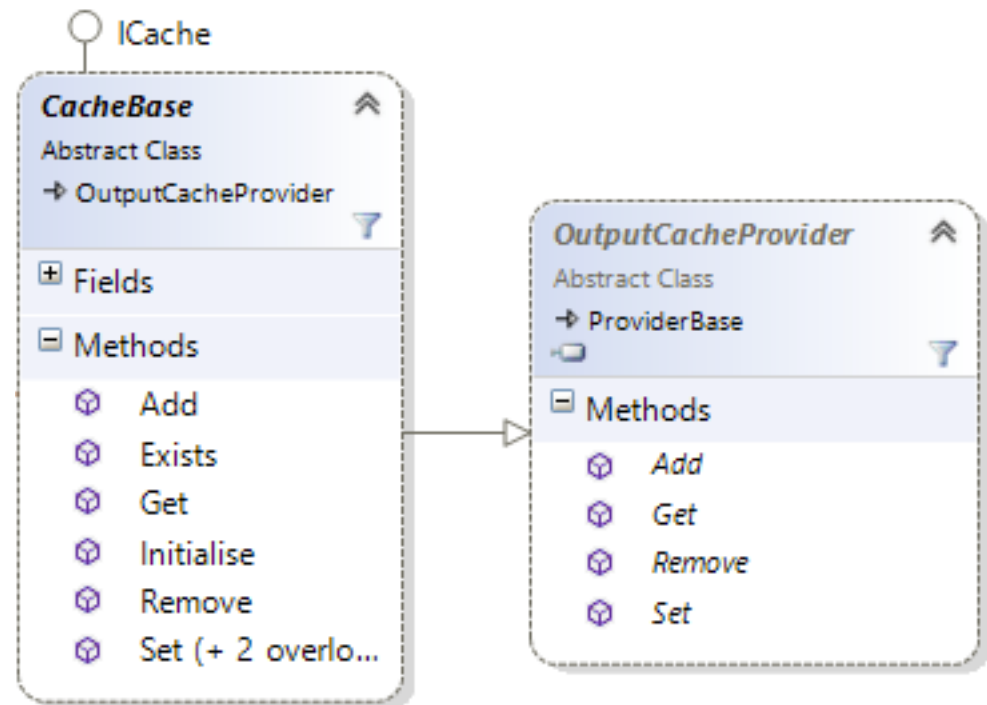 ICache
CacheBase
Abstract Class
OutputCacheProvider
Fields
Methods
Add
Exists
Get
Initialise
Remove
Set (+ 2 overlo...
OutputCacheProvider
Abstract Class
ProviderBase
Methods
Add
Get
Remove
Set